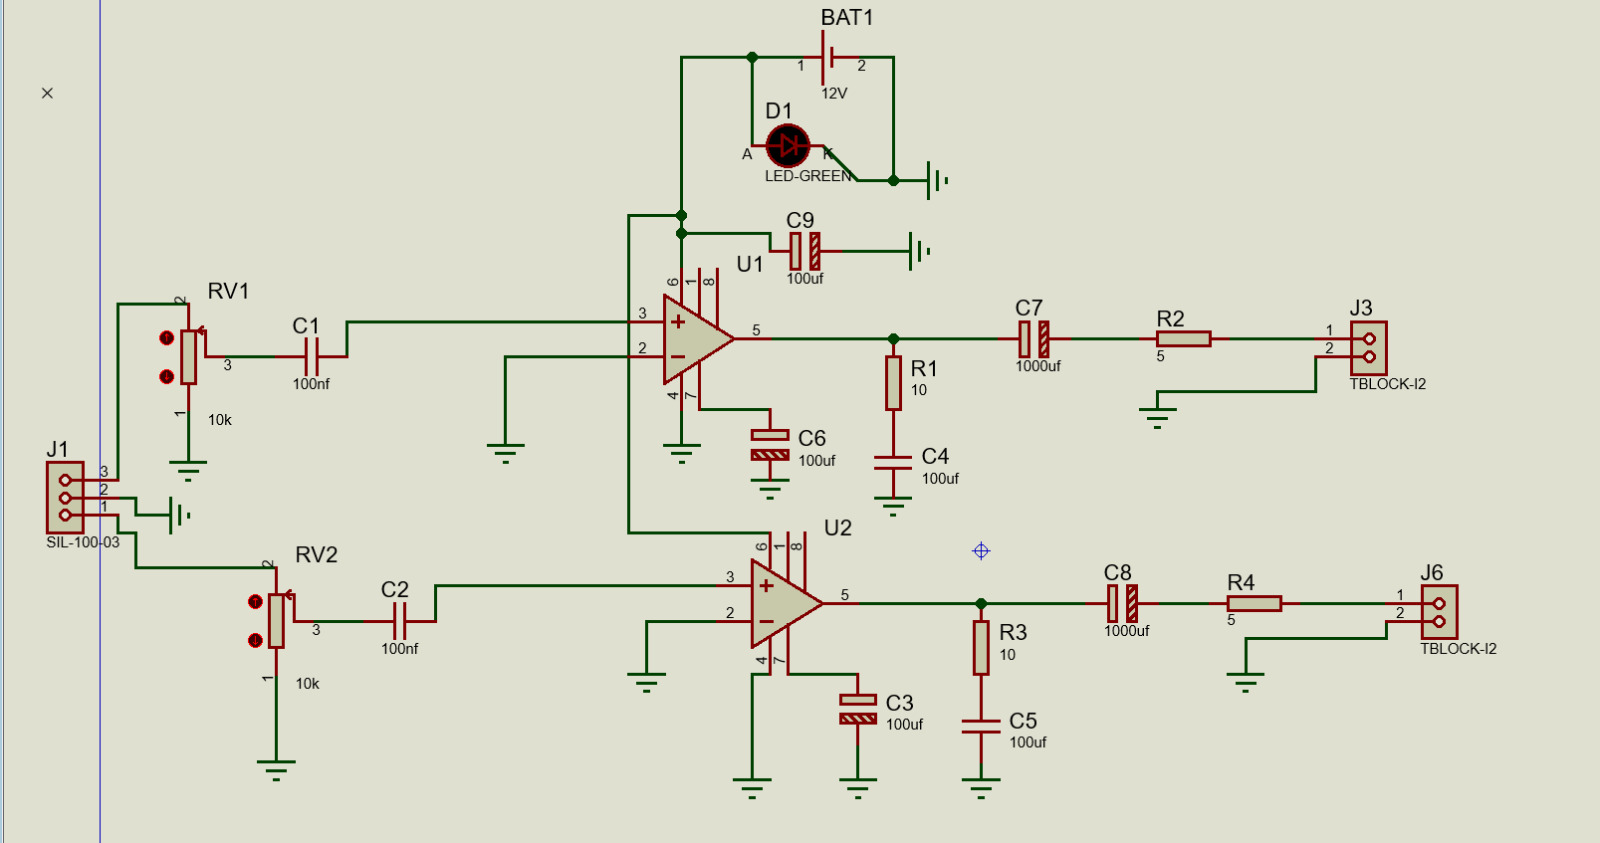 BAT1
1 2
12V
D1
A K
LED-GREEN
C9
100uf
U1
6 1 8
3
2
5
4 7
RV1
2
3
1
10k
C1
100nf
C6
100uf
R1
10
C4
100uf
C7
1000uf
R2
5
J3
1
2
TBLOCK-I2
J1
3
2
1
SIL-100-03
RV2
2
3
1
10k
C2
100nf
U2
6 1 8
3
2
5
4 7
C3
100uf
R3
10
C5
100uf
C8
1000uf
R4
5
J6
1
2
TBLOCK-I2